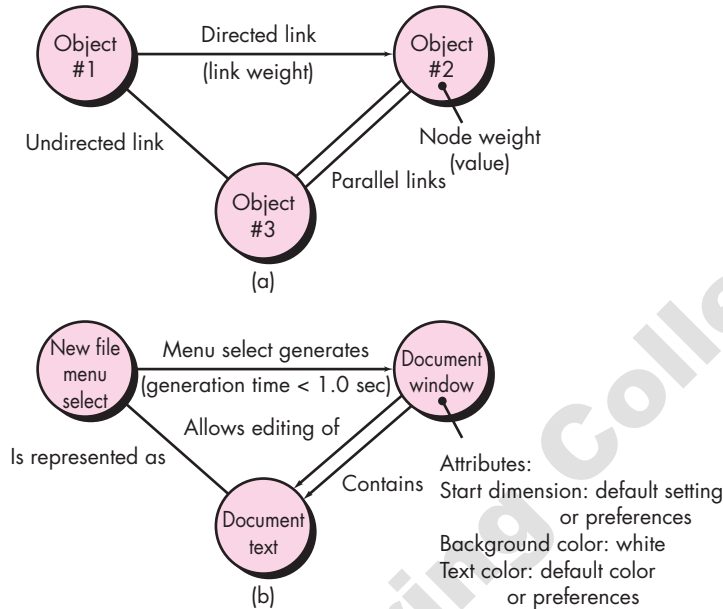 Object
#1
Directed link
(link weight)
Object
#2
Undirected link
Node weight
(value)
Parallel links
Object
#3
(a)
New file
menu
select
Menu select generates
(generation time < 1.0 sec)
Document
window
Allows editing of
Is represented as
Contains
Attributes:
Start dimension: default setting
or preferences
Background color: white
Text color: default color
or preferences
Document
text
(b)